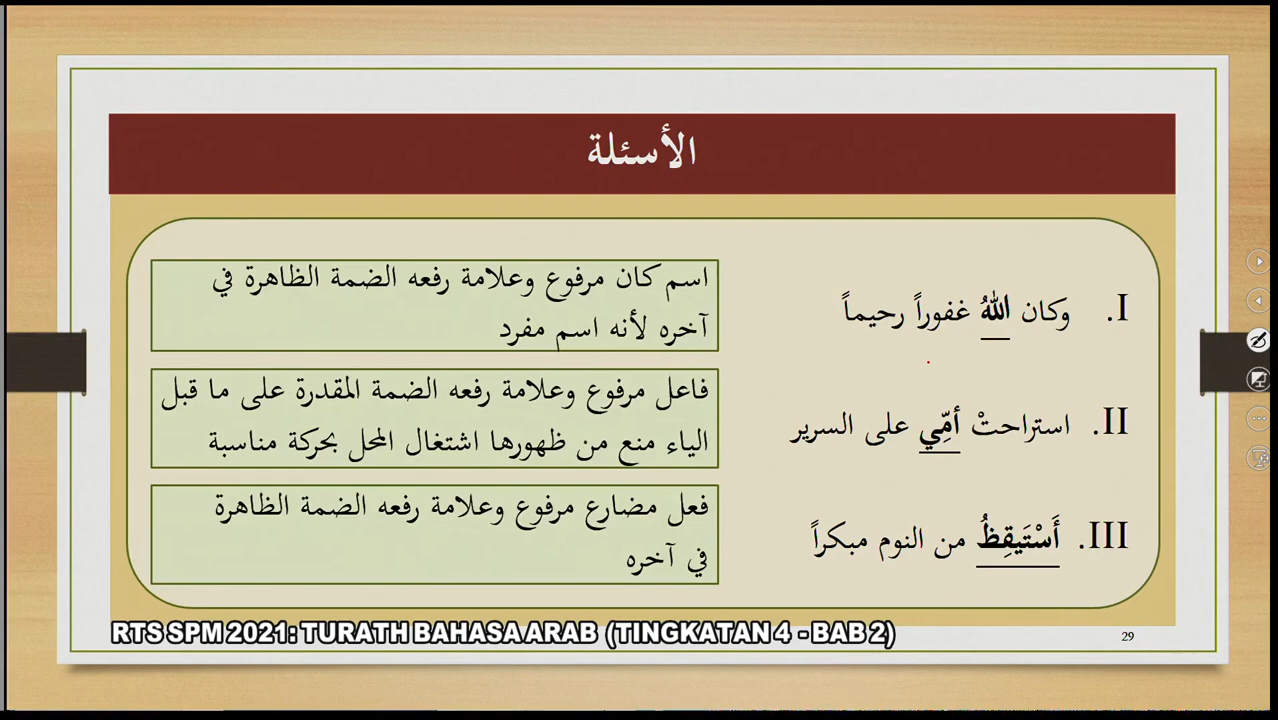 الأسئلة
I. وكان اللهُ غفوراً رحيماً
اسم كان مرفوع وعلامة رفعه الضمة الظاهرة في
آخره لأنه اسم مفرد
II. استراحتْ أمِّي على السرير
فاعل مرفوع وعلامة رفعه الضمة المقدرة على ما قبل
الياء منع من ظهورها اشتغال المحل بحركة مناسبة
III. أَسْتَيقِظُ من النوم مبكراً
فعل مضارع مرفوع وعلامة رفعه الضمة الظاهرة
في آخره
RTS SPM 2021: TURATH BAHASA ARAB (TINGKATAN 4 - BAB 2)
29